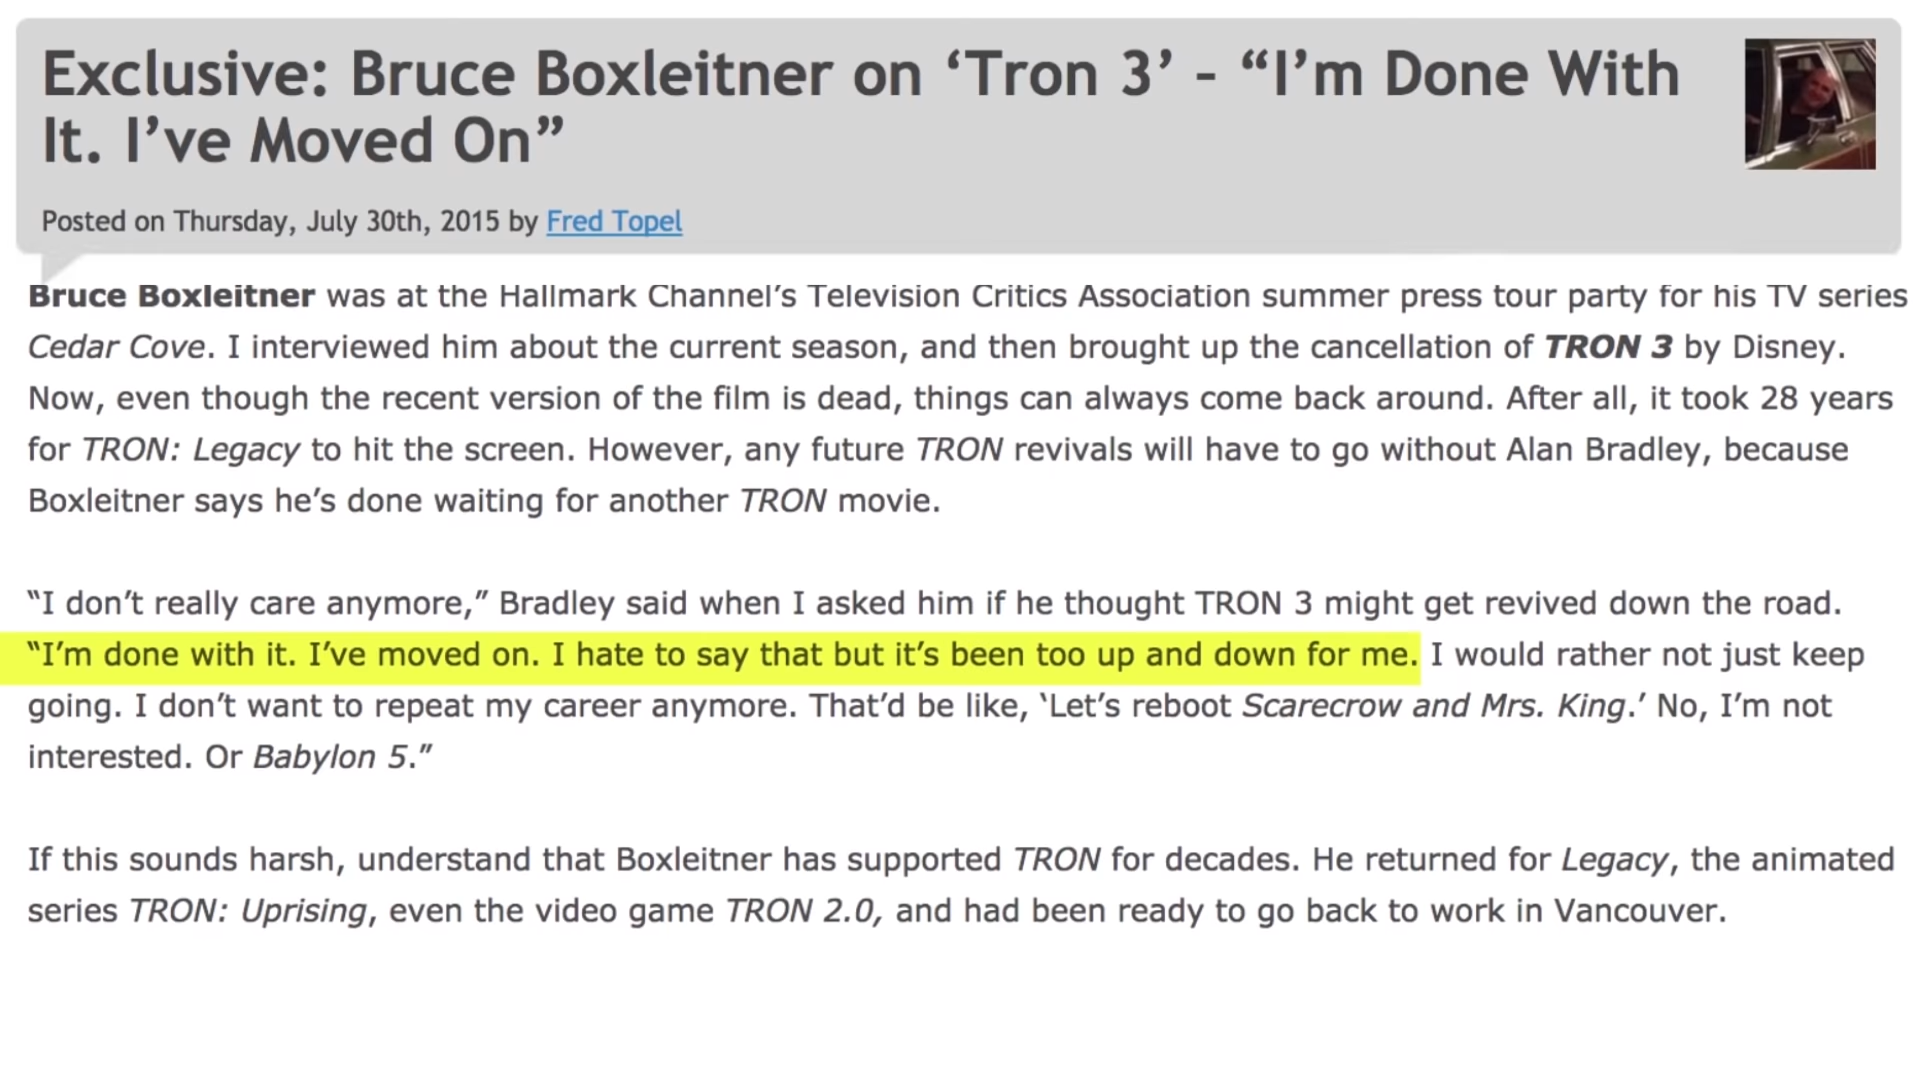 Exclusive: Bruce Boxleitner on ‘Tron 3’ – “I’m Done With
It. I’ve Moved On”
Posted on Thursday, July 30th, 2015 by Fred Topel
Bruce Boxleitner was at the Hallmark Channel’s Television Critics Association summer press tour party for his TV series
Cedar Cove. I interviewed him about the current season, and then brought up the cancellation of TRON 3 by Disney.
Now, even though the recent version of the film is dead, things can always come back around. After all, it took 28 years
for TRON: Legacy to hit the screen. However, any future TRON revivals will have to go without Alan Bradley, because
Boxleitner says he’s done waiting for another TRON movie.
“I don’t really care anymore,” Bradley said when I asked him if he thought TRON 3 might get revived down the road.
“I’m done with it. I’ve moved on. I hate to say that but it’s been too up and down for me. I would rather not just keep
going. I don’t want to repeat my career anymore. That’d be like, ‘Let’s reboot Scarecrow and Mrs. King.’ No, I’m not
interested. Or Babylon 5.”
If this sounds harsh, understand that Boxleitner has supported TRON for decades. He returned for Legacy, the animated
series TRON: Uprising, even the video game TRON 2.0, and had been ready to go back to work in Vancouver.